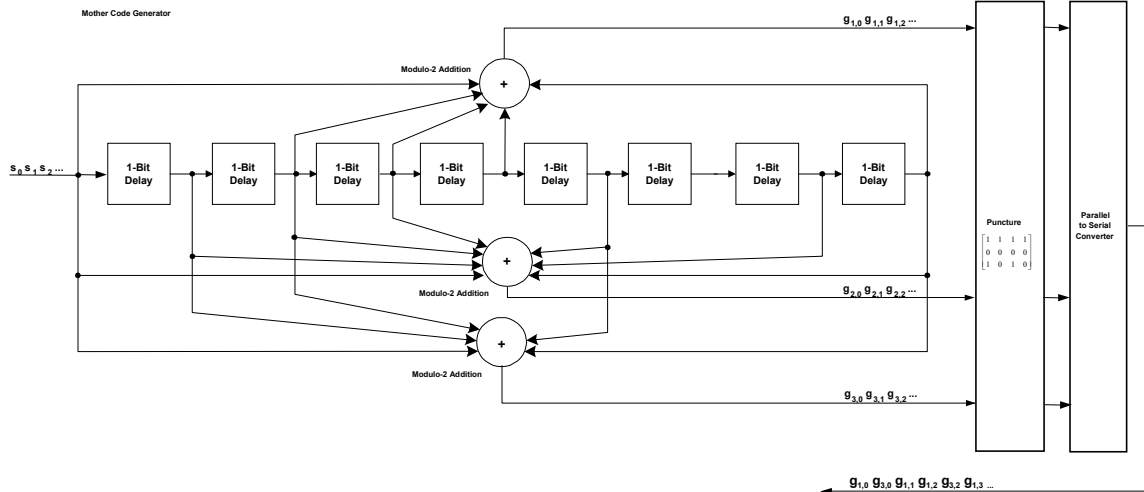 Mother Code Generator
g1,0 g1,1 g1,2 ...
Modulo-2 Addition
+
s0 s1 s2 ...
1-Bit Delay
1-Bit Delay
1-Bit Delay
1-Bit Delay
1-Bit Delay
1-Bit Delay
1-Bit Delay
1-Bit Delay
Puncture
1 1 1 1
0 0 0 0
1 0 1 0
Parallel to Serial Converter
+
Modulo-2 Addition
g2,0 g2,1 g2,2 ...
+
Modulo-2 Addition
g3,0 g3,1 g3,2 ...
g1,0 g3,0 g1,1 g1,2 g3,2 g1,3 ...